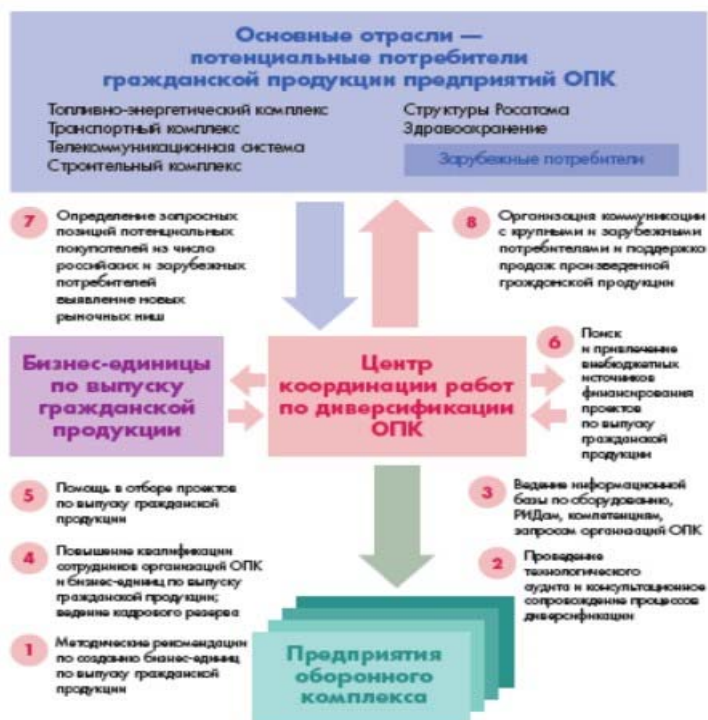 Основные отрасли —
потенциальные потребители
гражданской продукции предприятий ОПК
Топливно-энергетический комплекс
Транспортный комплекс
Телекоммуникационная система
Строительный комплекс
Структуры Росатома
Здравоохранение
Зарубежные потребители
7
Определение запросных
позиций потенциальных
покупателей из числа
российских и зарубежных
потребителей
выявление новых
рыночных ниш
8
Организация коммуникации
с крупными и зарубежными
потребителями и поддержка
продаж произведенной
гражданской продукции
Бизнес-единицы
по выпуску
гражданской
продукции
Центр
координации работ
по диверсификации
ОПК
6
Поиск
и привлечение
внебюджетных
источников
финансирования
проектов
по выпуску
гражданской
продукции
5
Помощь в отборе проектов
по выпуску гражданской
продукции
3
Ведение информационной
базы по оборудованию,
РИДам, компетенциям,
запросам организаций ОПК
4
Повышение квалификации
сотрудников организаций ОПК
и бизнес-единиц по выпуску
гражданской продукции;
ведение кадрового резерва
2
Проведение
технологического
аудита и консультационное
сопровождение процессов
диверсификации
1
Методические рекомендации
по созданию бизнес-единиц
по выпуску гражданской
продукции
Предприятия
оборонного
комплекса